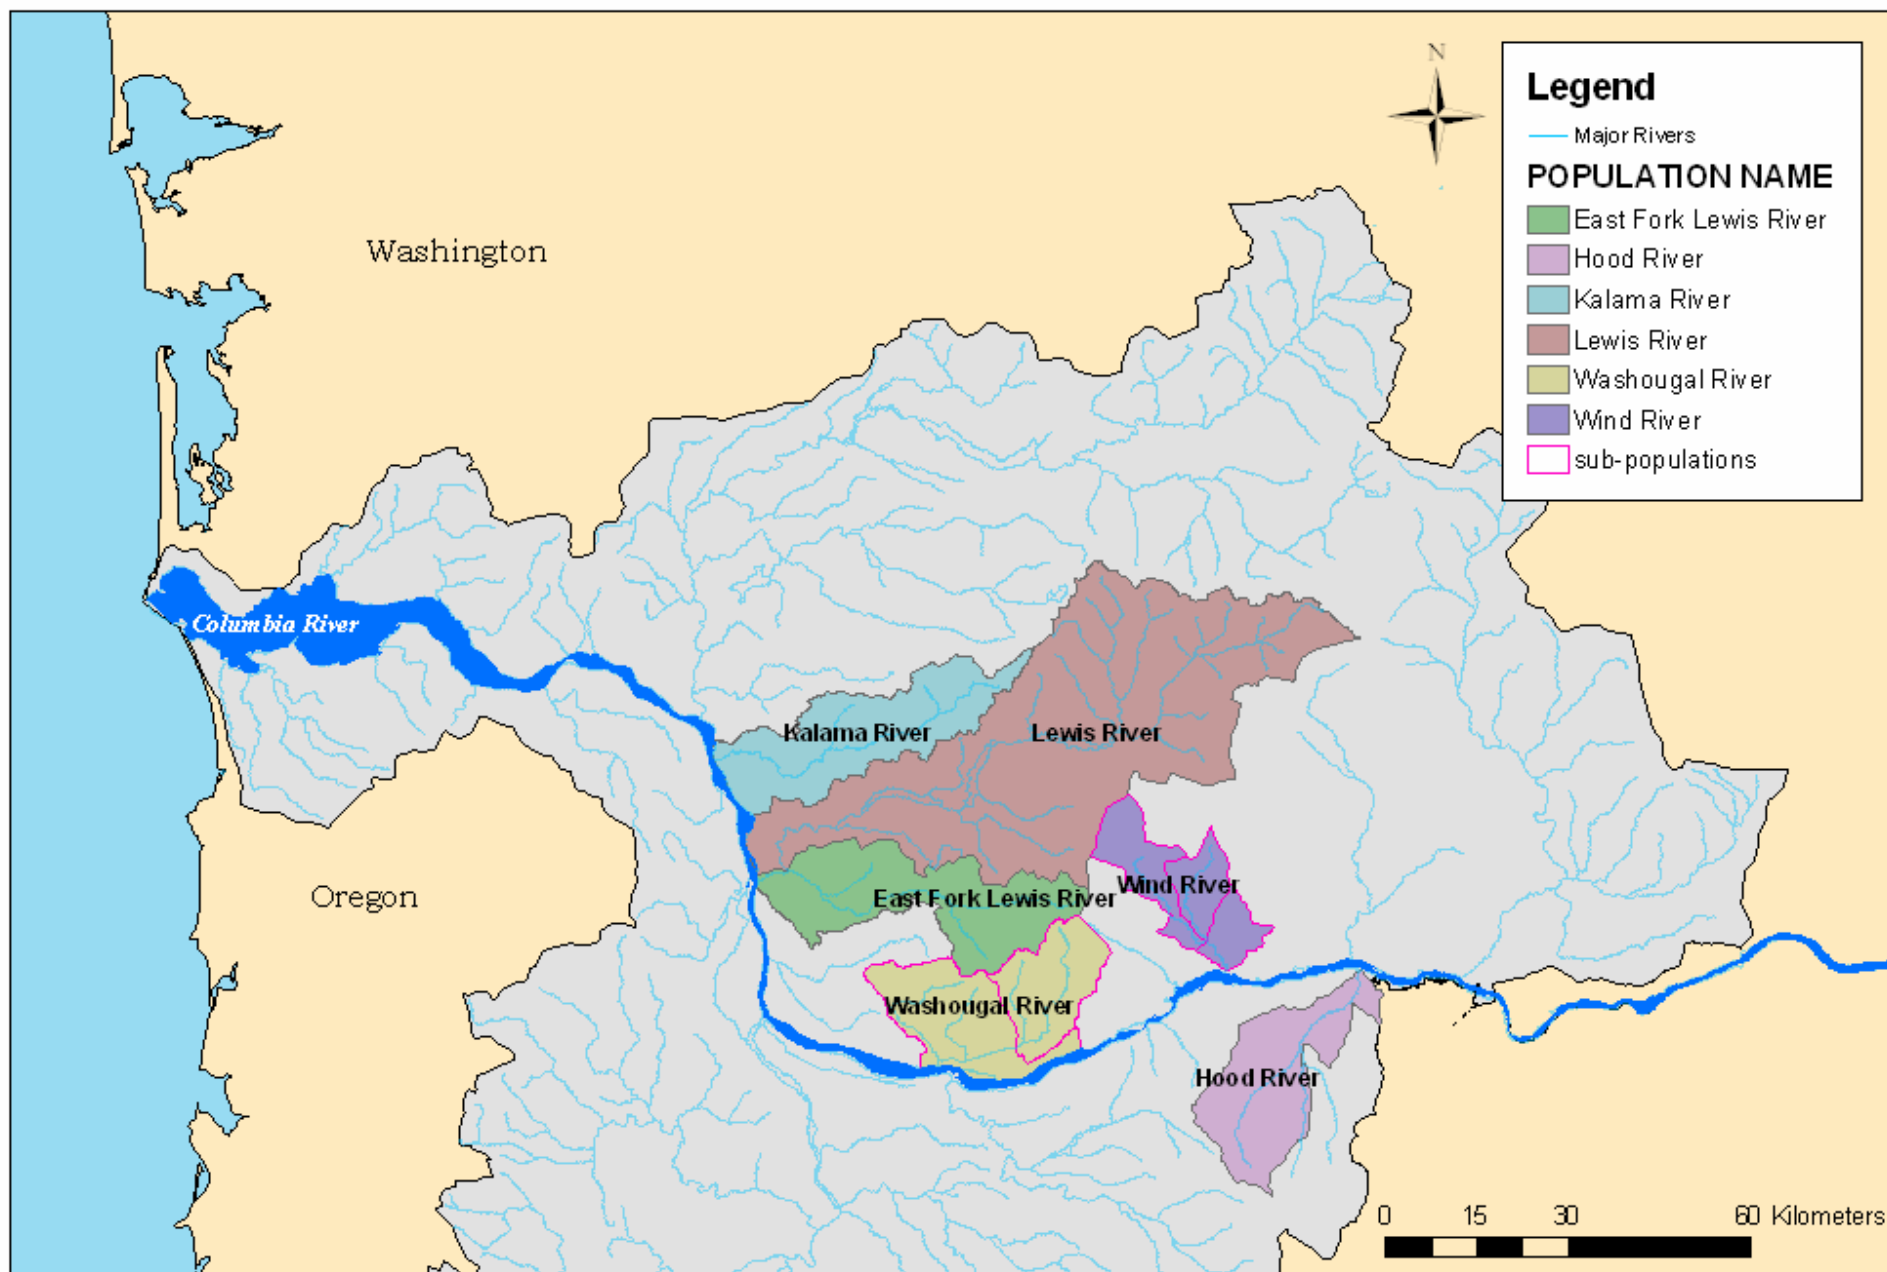 N
Legend
Major Rivers
POPULATION NAME
East Fork Lewis River
Hood River
Kalama River
Lewis River
Washougal River
Wind River
sub-populations
Washington
Columbia River
Kalama River
Lewis River
Oregon
Wind River
East Fork Lewis River
Washougal River
Hood River
0 15 30 60 Kilometers